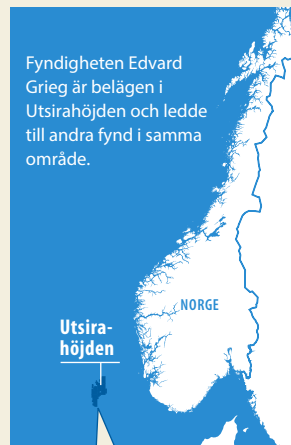 Fyndigheten Edvard
Grieg är belägen i
Utsirahöjden och ledde
till andra fynd i samma
område.
NORGE
Utsira-
höjden